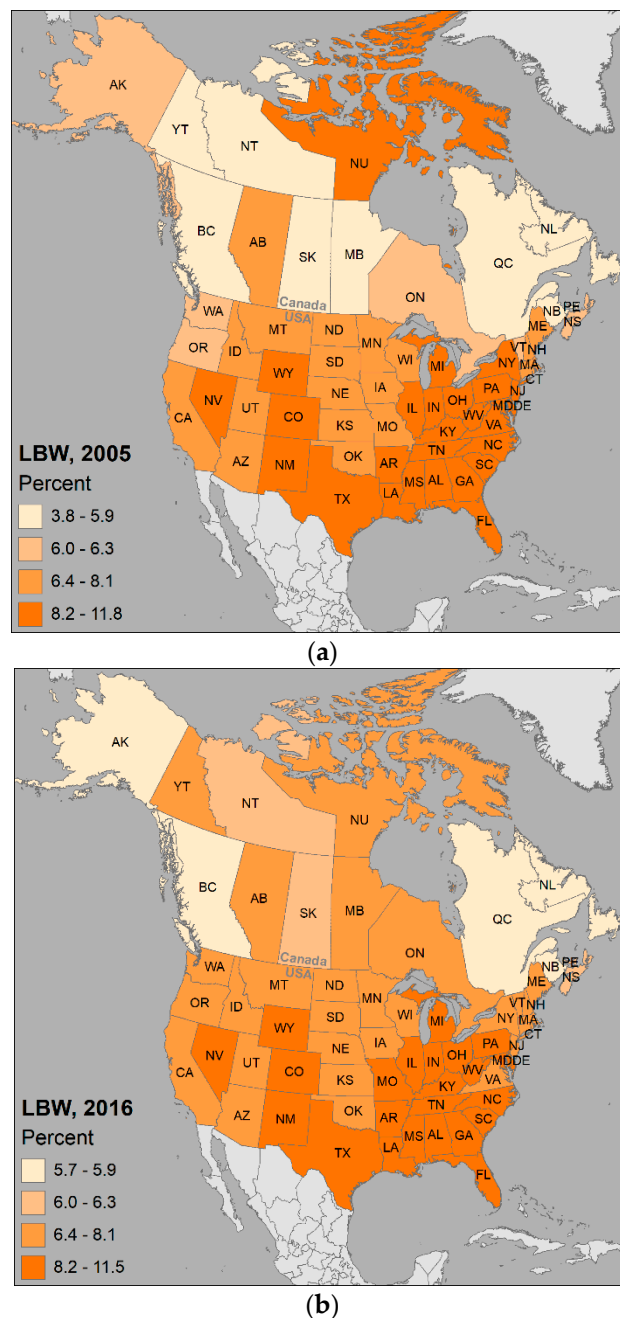 AK
YT
NT
NU
BC
AB
SK
MB
ON
QC
NL
NB
PE
NS
Canada
USA
WA
OR
ID
MT
ND
SD
MN
WI
MI
ME
VT
NH
NY
MA
CT
CA
NV
UT
WY
CO
NE
IA
KS
MO
IL
IN
OH
PA
NJ
MD
DE
WV
VA
KY
NC
TN
SC
AZ
NM
OK
AR
TX
LA
MS
AL
GA
FL
LBW, 2005
Percent
3.8 - 5.9
6.0 - 6.3
6.4 - 8.1
8.2 - 11.8
(a)
AK
YT
NT
NU
BC
AB
SK
MB
ON
QC
NL
NB
PE
NS
Canada
USA
WA
OR
ID
MT
ND
SD
MN
WI
MI
ME
VT
NH
NY
MA
CT
CA
NV
UT
WY
CO
NE
IA
KS
MO
IL
IN
OH
PA
NJ
MD
DE
WV
VA
KY
NC
TN
SC
AZ
NM
OK
AR
TX
LA
MS
AL
GA
FL
LBW, 2016
Percent
5.7 - 5.9
6.0 - 6.3
6.4 - 8.1
8.2 - 11.5
(b)